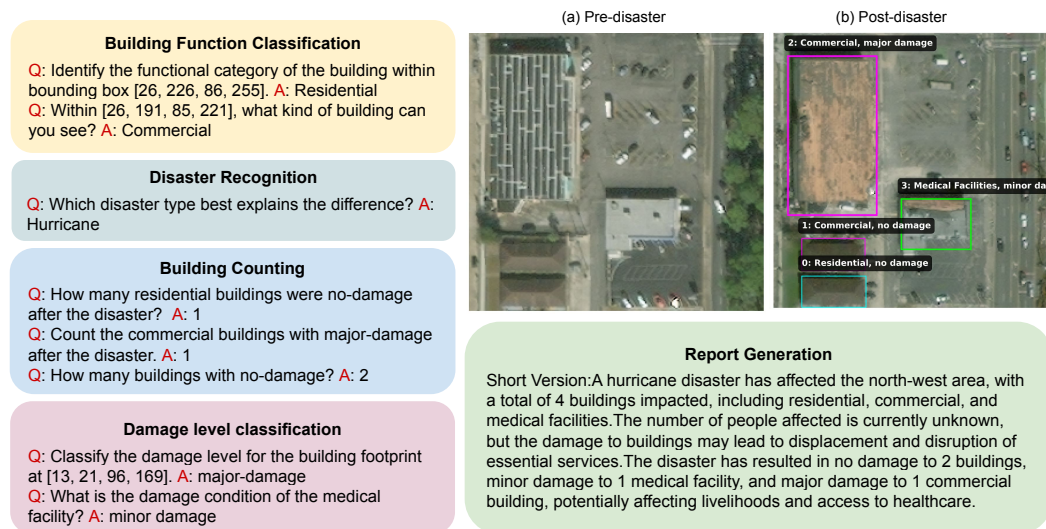 Building Function Classification
Q: Identify the functional category of the building within
bounding box [26, 226, 86, 255]. A: Residential
Q: Within [26, 191, 85, 221], what kind of building can
you see? A: Commercial
Disaster Recognition
Q: Which disaster type best explains the difference? A:
Hurricane
Building Counting
Q: How many residential buildings were no-damage
after the disaster? A: 1
Q: Count the commercial buildings with major-damage
after the disaster. A: 1
Q: How many buildings with no-damage? A: 2
Damage level classification
Q: Classify the damage level for the building footprint
at [13, 21, 96, 169]. A: major-damage
Q: What is the damage condition of the medical
facility? A: minor damage
(a) Pre-disaster
(b) Post-disaster
2: Commercial, major damage
3: Medical Facilities, minor da
1: Commercial, no damage
0: Residential, no damage
Report Generation
Short Version:A hurricane disaster has affected the north-west area, with
a total of 4 buildings impacted, including residential, commercial, and
medical facilities.The number of people affected is currently unknown,
but the damage to buildings may lead to displacement and disruption of
essential services.The disaster has resulted in no damage to 2 buildings,
minor damage to 1 medical facility, and major damage to 1 commercial
building, potentially affecting livelihoods and access to healthcare.